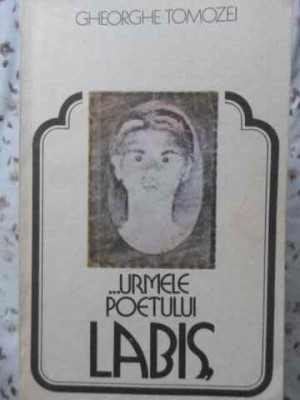 GHEORGHE TOMOZEI
...URMELE
POETULUI
LABIȘ